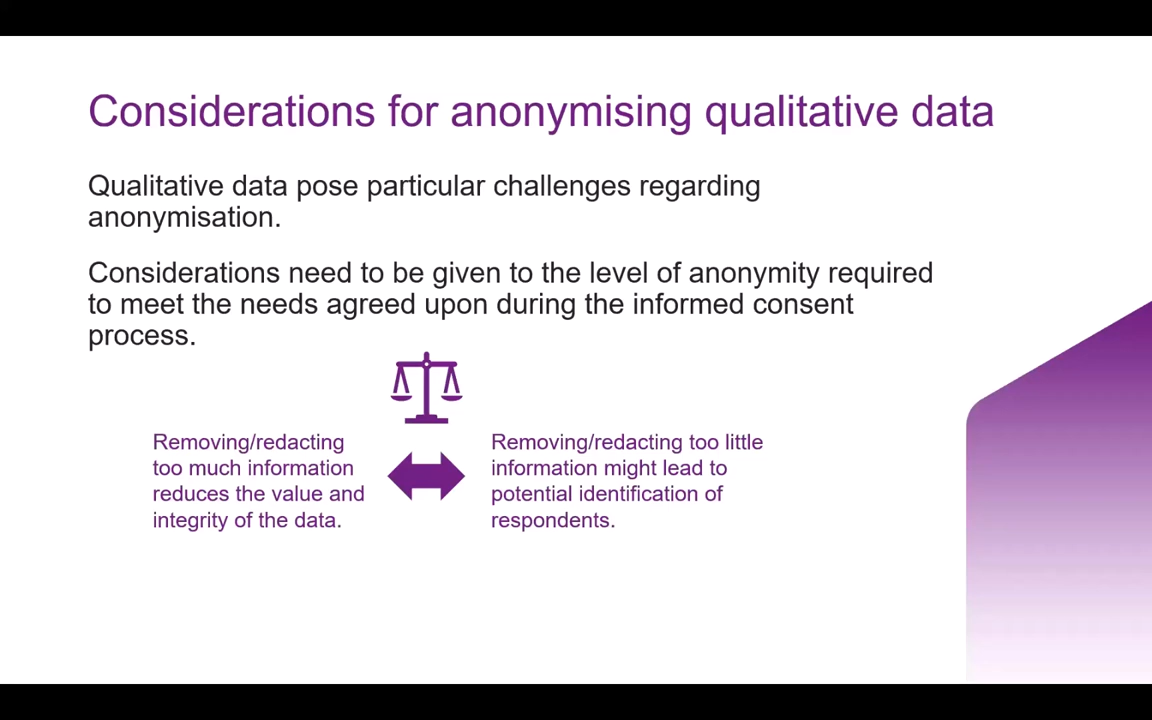 Considerations for anonymising qualitative data
Qualitative data pose particular challenges regarding
anonymisation.
Considerations need to be given to the level of anonymity required
to meet the needs agreed upon during the informed consent
process.
Removing/redacting
too much information
reduces the value and
integrity of the data.
Removing/redacting too little
information might lead to
potential identification of
respondents.